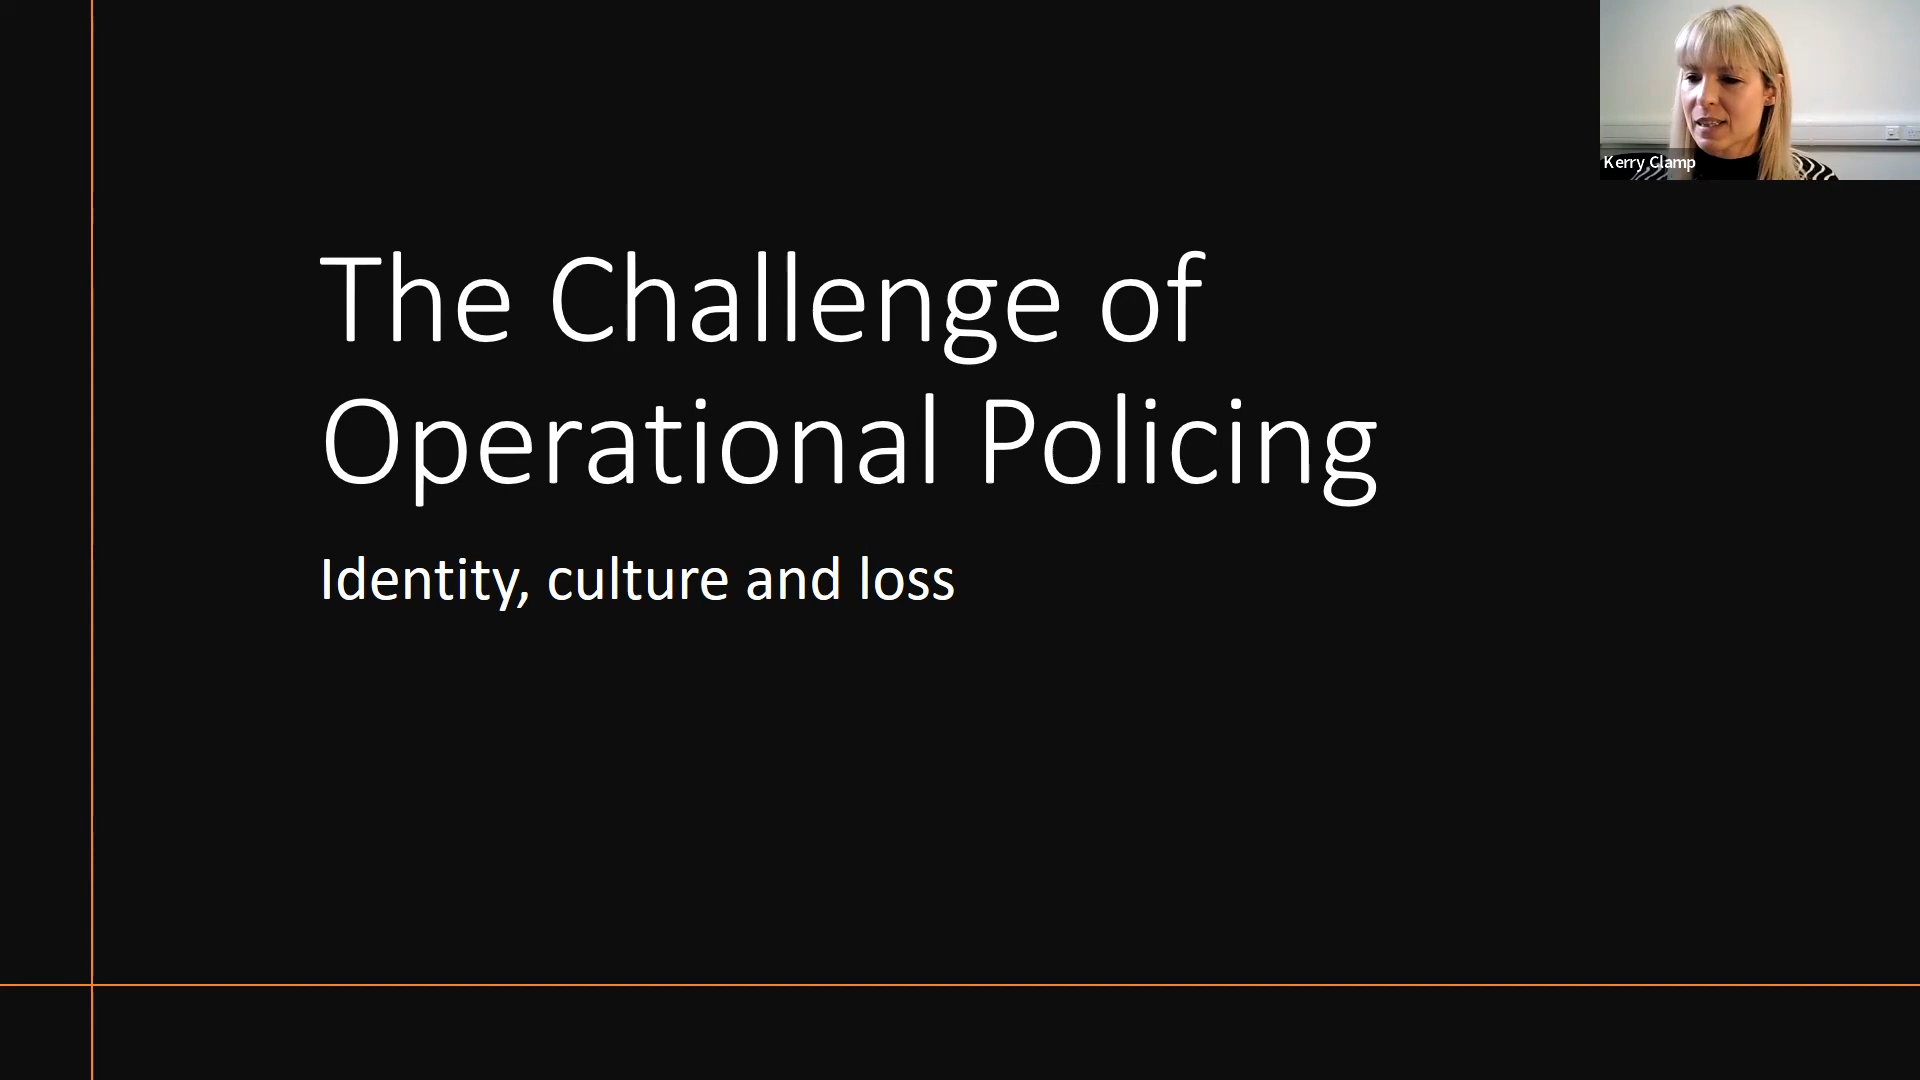 The Challenge of
Operational Policing
Identity, culture and loss
Kerry Clamp